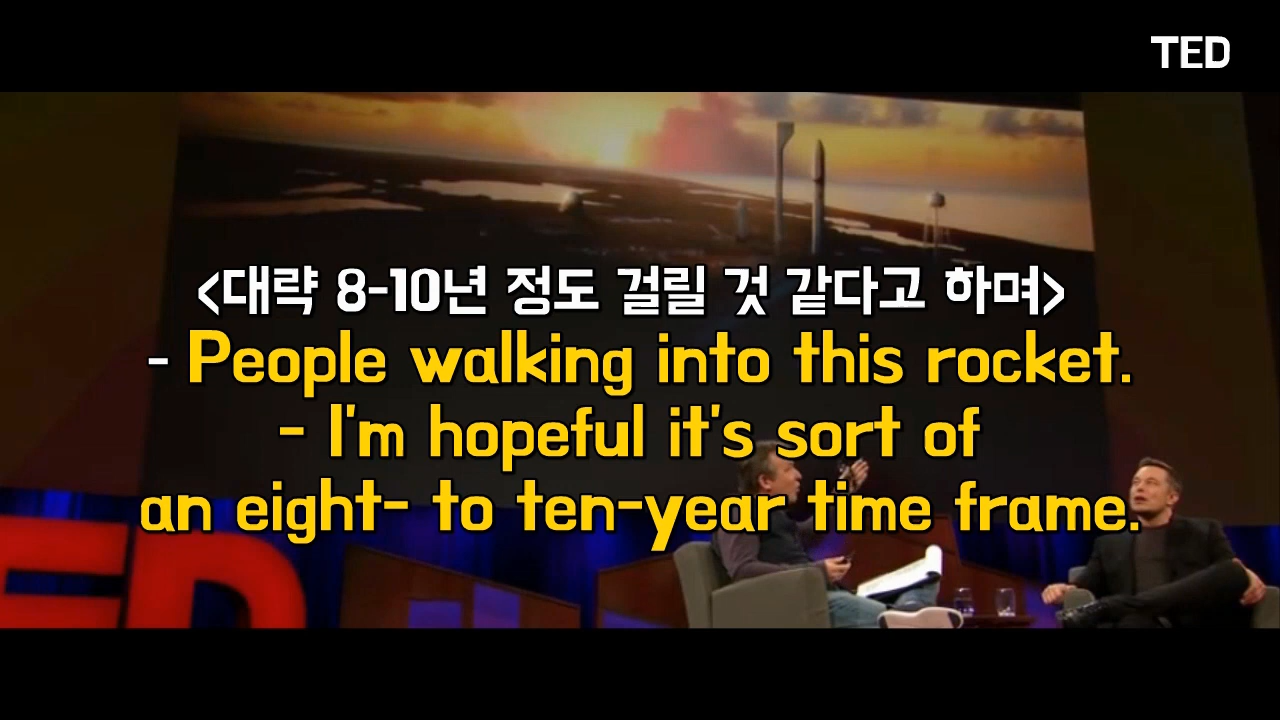 TED
<대략 8-10년 정도 걸릴 것 같다고 하며>
- People walking into this rocket.
- I'm hopeful it's sort of
an eight- to ten-year time frame.
ED